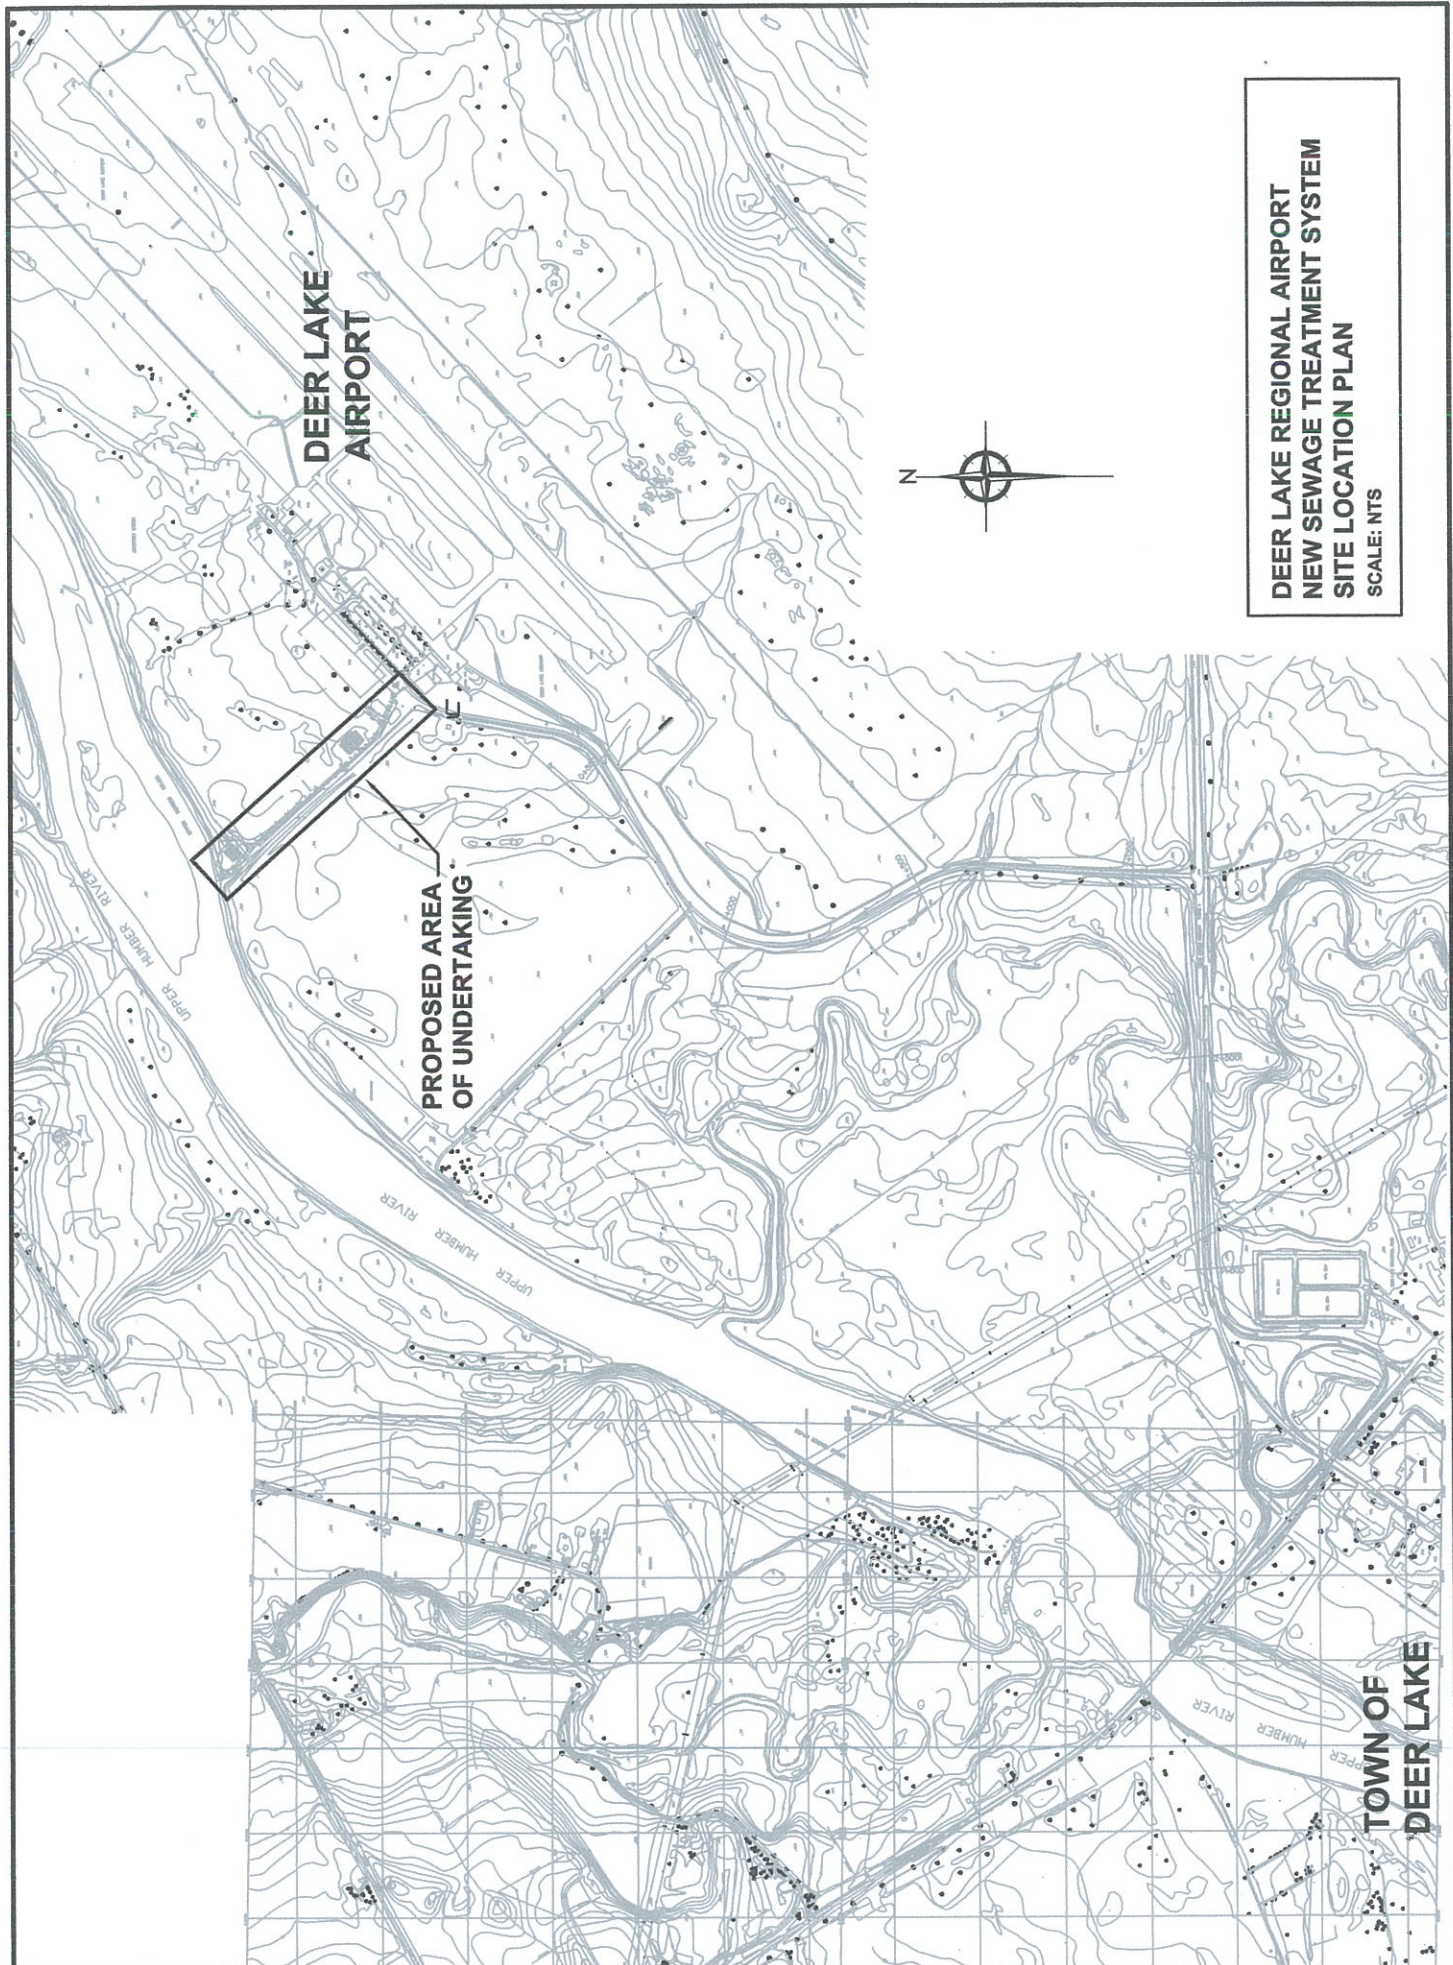 DEER LAKE
AIRPORT
PROPOSED AREA
OF UNDERTAKING
UPPER HUMBER RIVER
UPPER HUMBER RIVER
UPPER HUMBER RIVER
TOWN OF
DEER LAKE
N
DEER LAKE REGIONAL AIRPORT
NEW SEWAGE TREATMENT SYSTEM
SITE LOCATION PLAN
SCALE: NTS